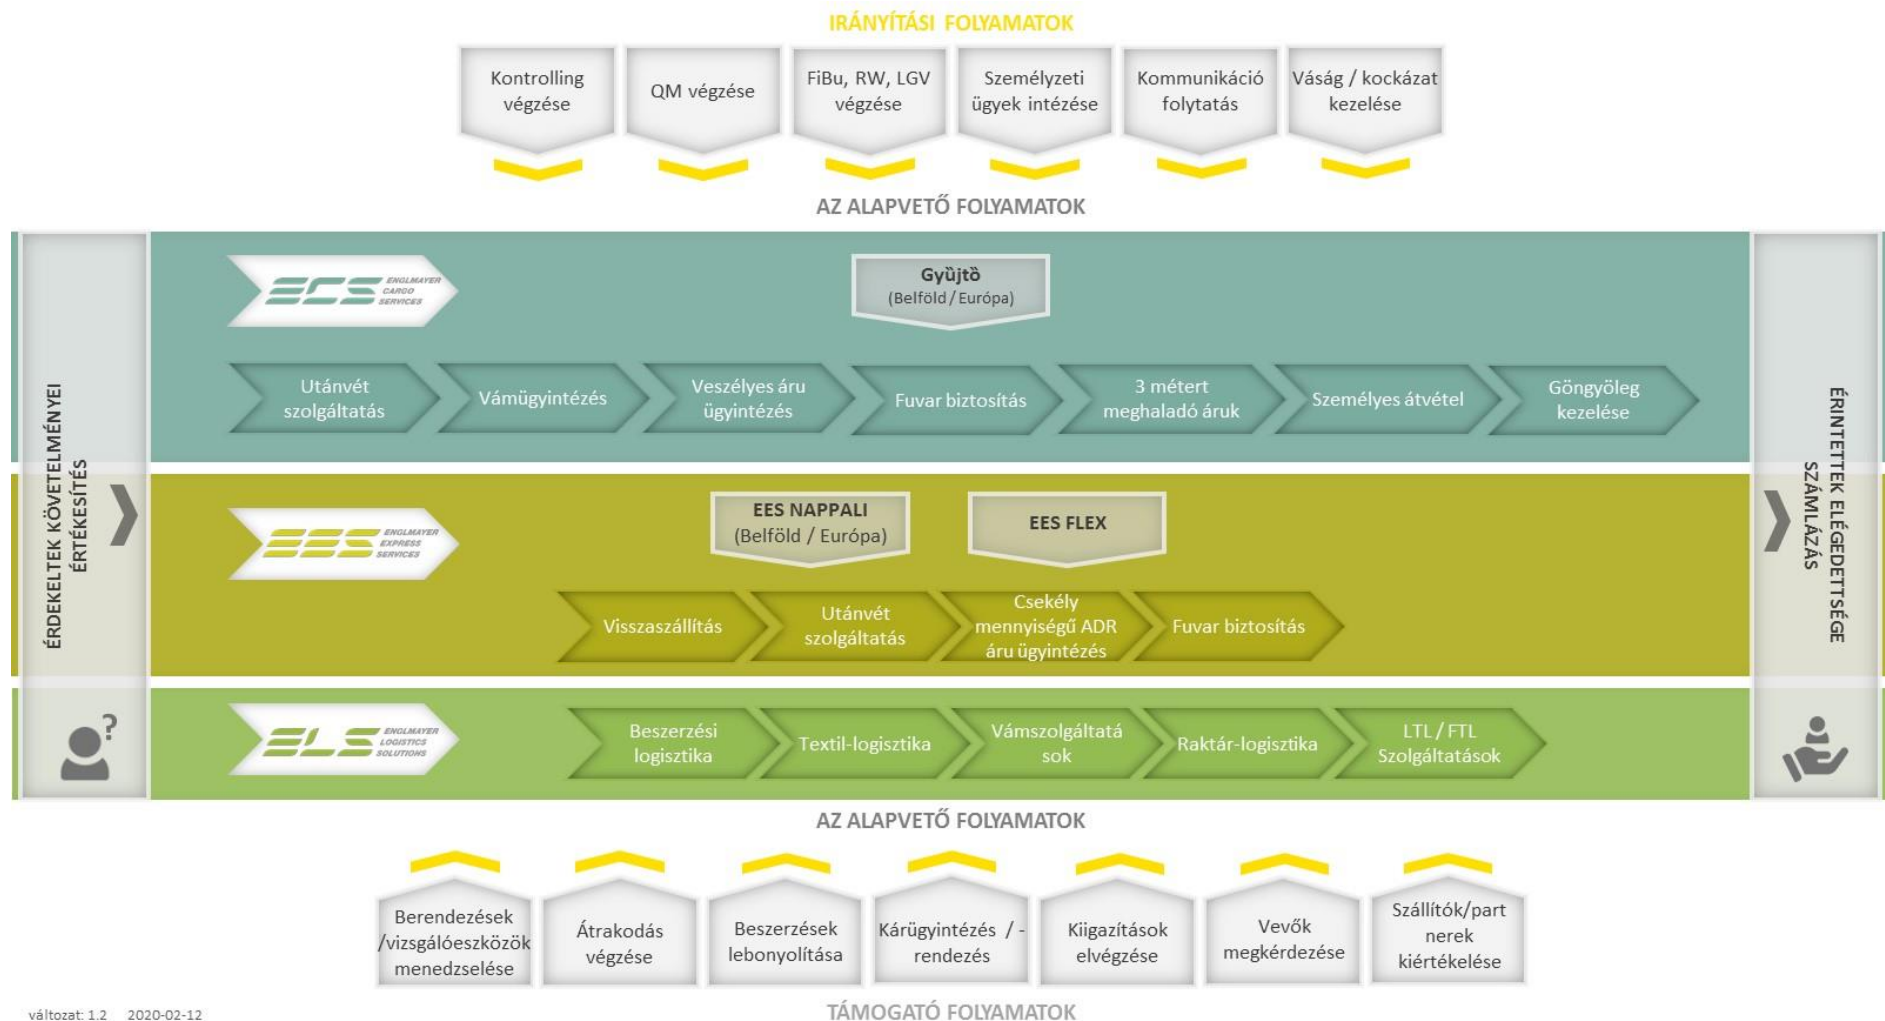 IRÁNYÍTÁSI FOLYAMATOK
Kontrolling
végzése
QM végzése
FiBu, RW, LGV
végzése
Személyzeti
ügyek intézése
Kommunikáció
folytatás
Váság / kockázat
kezelése
AZ ALAPVETŐ FOLYAMATOK
ÉRDEKELTEK KÖVETELMÉNYEI
ÉRTÉKESÍTÉS
ECS ENGLMAYER
CARGO
SERVICES
Gyȕjtȍ
(Belföld / Európa)
Utánvét
szolgáltatás
Vámügyintézés
Veszélyes áru
ügyintézés
Fuvar biztosítás
3 métert
meghaladó áruk
Személyes átvétel
Göngyöleg
kezelése
EES ENGLMAYER
EXPRESS
SERVICES
EES NAPPALI
(Belföld / Európa)
EES FLEX
Visszaszállítás
Utánvét
szolgáltatás
Csekély
mennyiségű ADR
áru ügyintézés
Fuvar biztosítás
?
ELS ENGLMAYER
LOGISTICS
SOLUTIONS
Beszerzési
logisztika
Textil-logisztika
Vámszolgáltatá
sok
Raktár-logisztika
LTL / FTL
Szolgáltatások
ÉRINTETTEK ELÉGEDETTSÉGE
SZÁMLÁZÁS
AZ ALAPVETŐ FOLYAMATOK
Berendezések
/vizsgálóeszközök
menedzselése
Átrakodás
végzése
Beszerzések
lebonyolítása
Kárügyintézés / -
rendezés
Kiigazítások
elvégzése
Vevők
megkérdezése
Szállítók/part
nerek
kiértékelése
TÁMOGATÓ FOLYAMATOK
változat: 1.2 2020-02-12